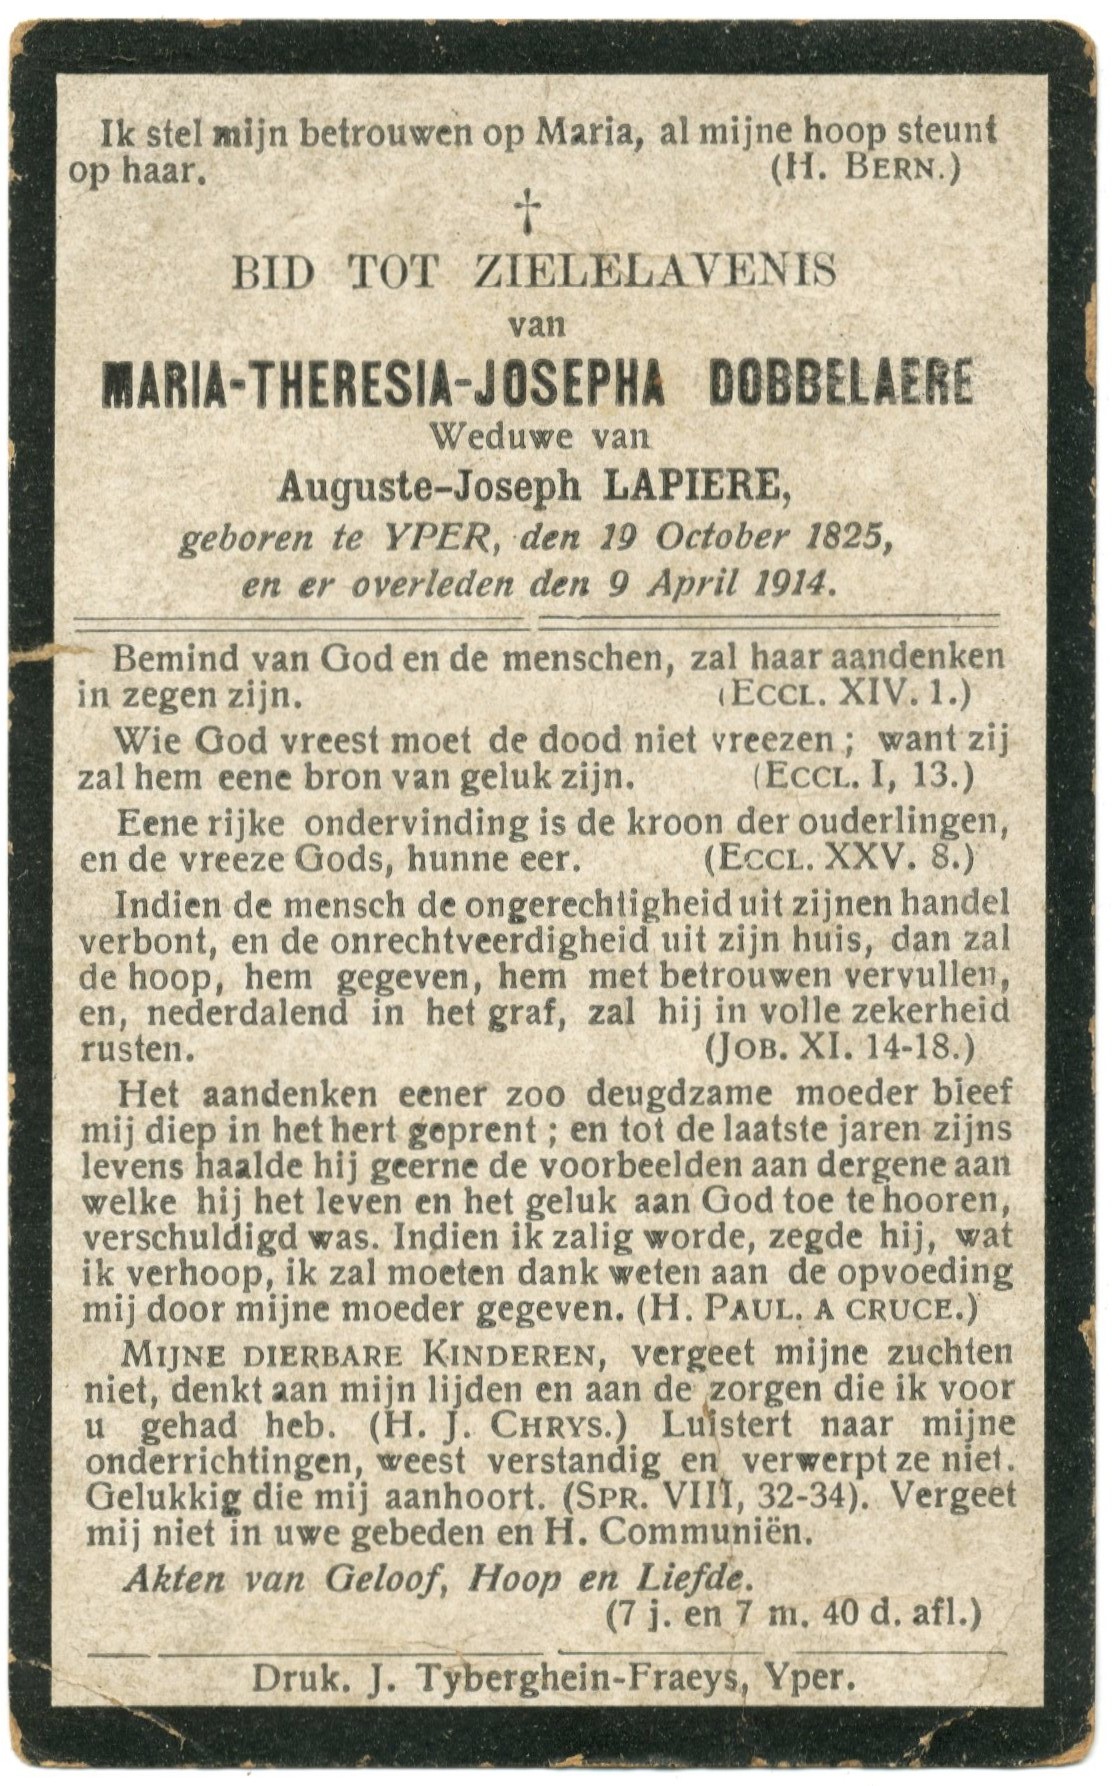 Ik stel mijn betrouwen op Maria, al mijne hoop steunt
op haar. (H. BERN.)
†
BID TOT ZIELELAVENIS
van
MARIA-THERESIA-JOSEPHA DOBBELAERE
Weduwe van
Auguste-Joseph LAPIERE,
geboren te YPER, den 19 October 1825,
en er overleden den 9 April 1914.
Bemind van God en de menschen, zal haar aandenken
in zegen zijn. (ECCL. XIV. 1.)
Wie God vreest moet de dood niet vreezen ; want zij
zal hem eene bron van geluk zijn. (ECCL. I, 13.)
Eene rijke ondervinding is de kroon der ouderlingen,
en de vreeze Gods, hunne eer. (ECCL. XXV. 8.)
Indien de mensch de ongerechtigheid uit zijnen handel
verbont, en de onrechtveerdigheid uit zijn huis, dan zal
de hoop, hem gegeven, hem met betrouwen vervullen,
en, nederdalend in het graf, zal hij in volle zekerheid
rusten. (JOB. XI. 14-18.)
Het aandenken eener zoo deugdzame moeder bleef
mij diep in het hert geprent ; en tot de laatste jaren zijns
levens haalde hij geerne de voorbeelden aan dergene aan
welke hij het leven en het geluk aan God toe te hooren,
verschuldigd was. Indien ik zalig worde, zegde hij, wat
ik verhoop, ik zal moeten dank weten aan de opvoeding
mij door mijne moeder gegeven. (H. PAUL. A CRUCE.)
MIJNE DIERBARE KINDEREN, vergeet mijne zuchten
niet, denkt aan mijn lijden en aan de zorgen die ik voor
u gehad heb. (H. J. CHRYS.) Luistert naar mijne
onderrichtingen, weest verstandig en verwerpt ze niet.
Gelukkig die mij aanhoort. (SPR. VIII, 32-34). Vergeet
mij niet in uwe gebeden en H. Communiën.
Akten van Geloof, Hoop en Liefde.
(7 j. en 7 m. 40 d. afl.)
Druk. J. Tyberghein-Fraeys, Yper.